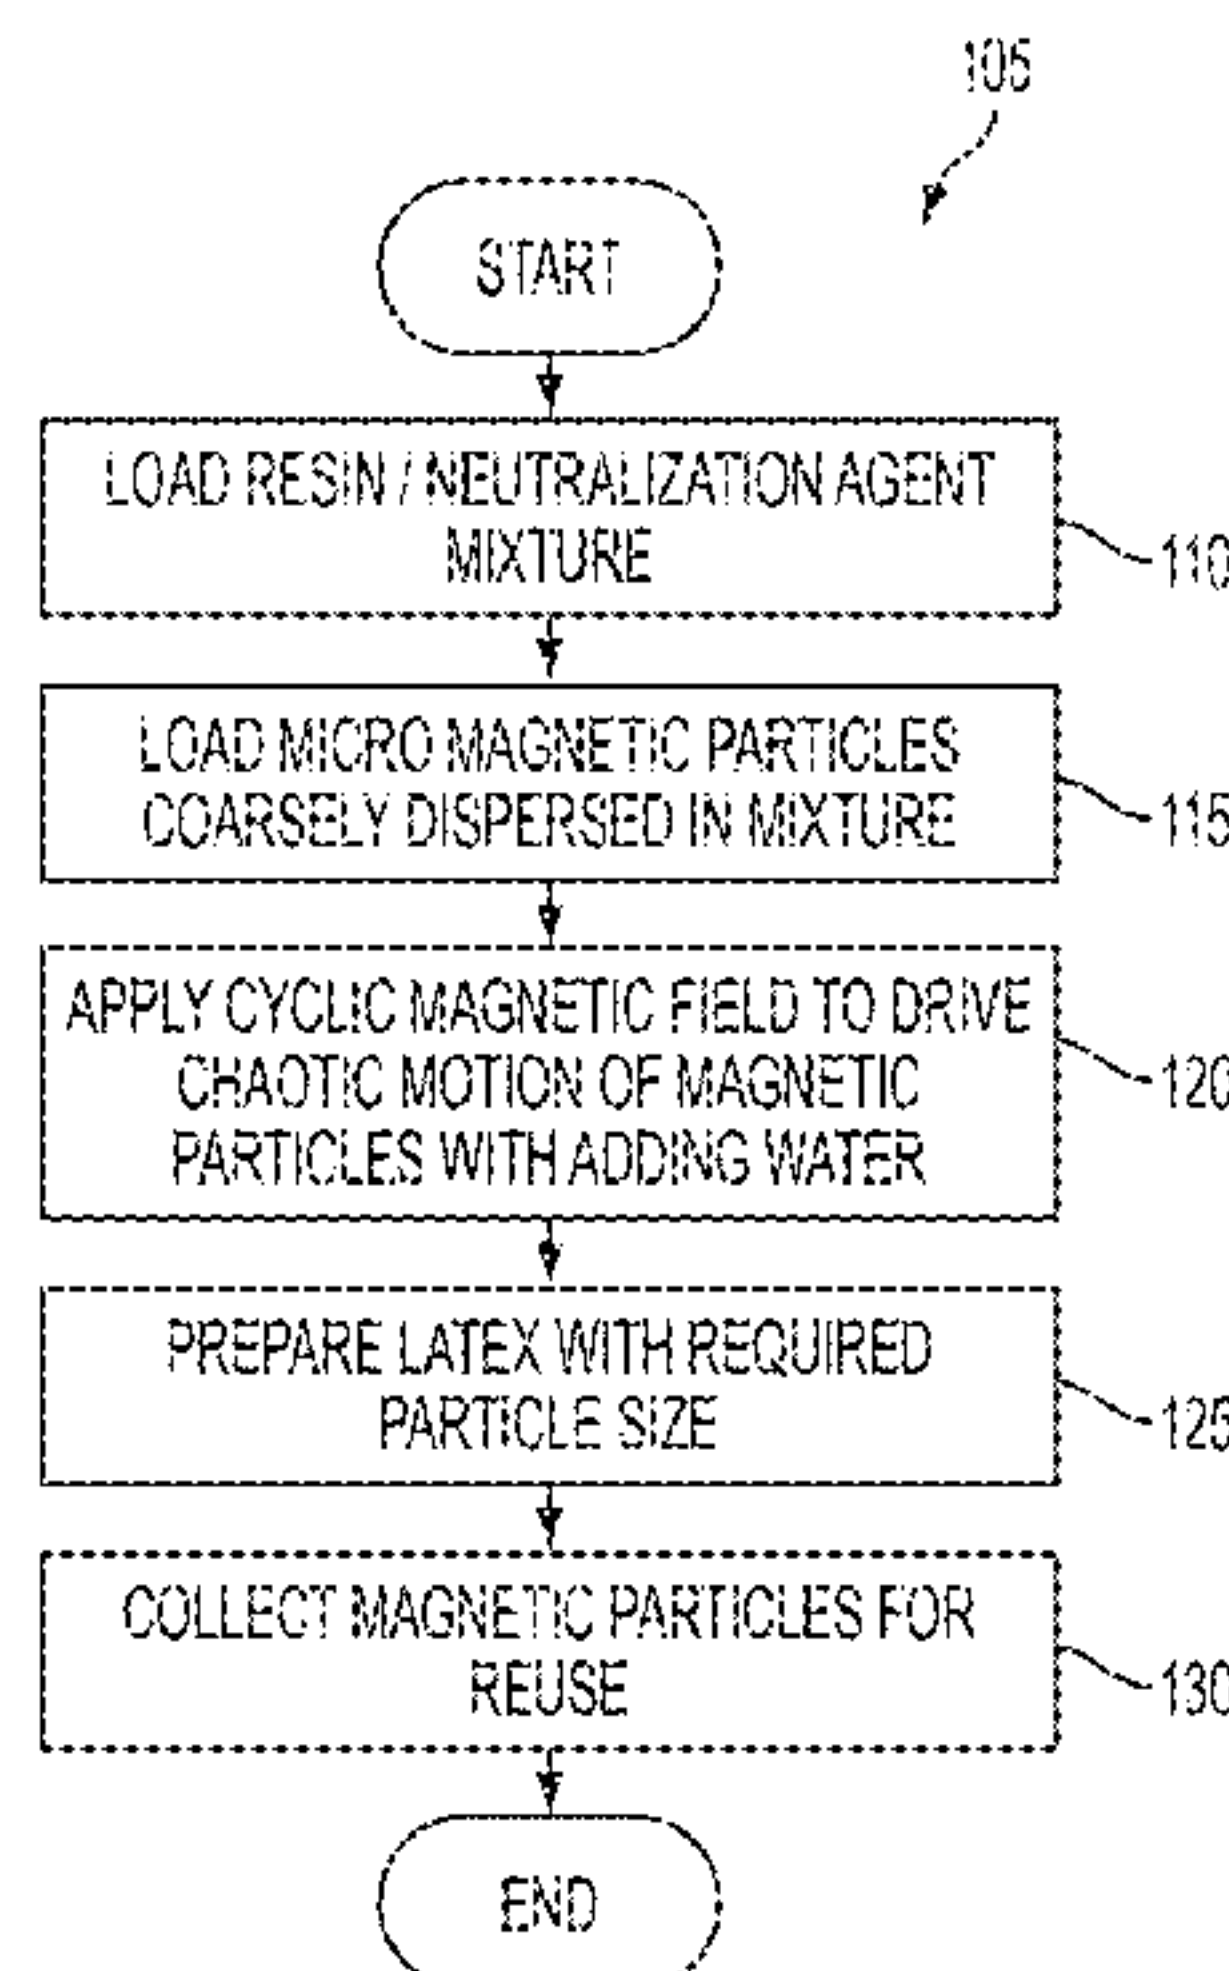 105
START
LOAD RESIN / NEUTRALIZATION AGENT
MIXTURE
110
LOAD MICRO MAGNETIC PARTICLES
COARSELY DISPERSED IN MIXTURE
115
APPLY CYCLIC MAGNETIC FIELD TO DRIVE
CHAOTIC MOTION OF MAGNETIC
PARTICLES WITH ADDING WATER
120
PREPARE LATEX WITH REQUIRED
PARTICLE SIZE
125
COLLECT MAGNETIC PARTICLES FOR
REUSE
130
END